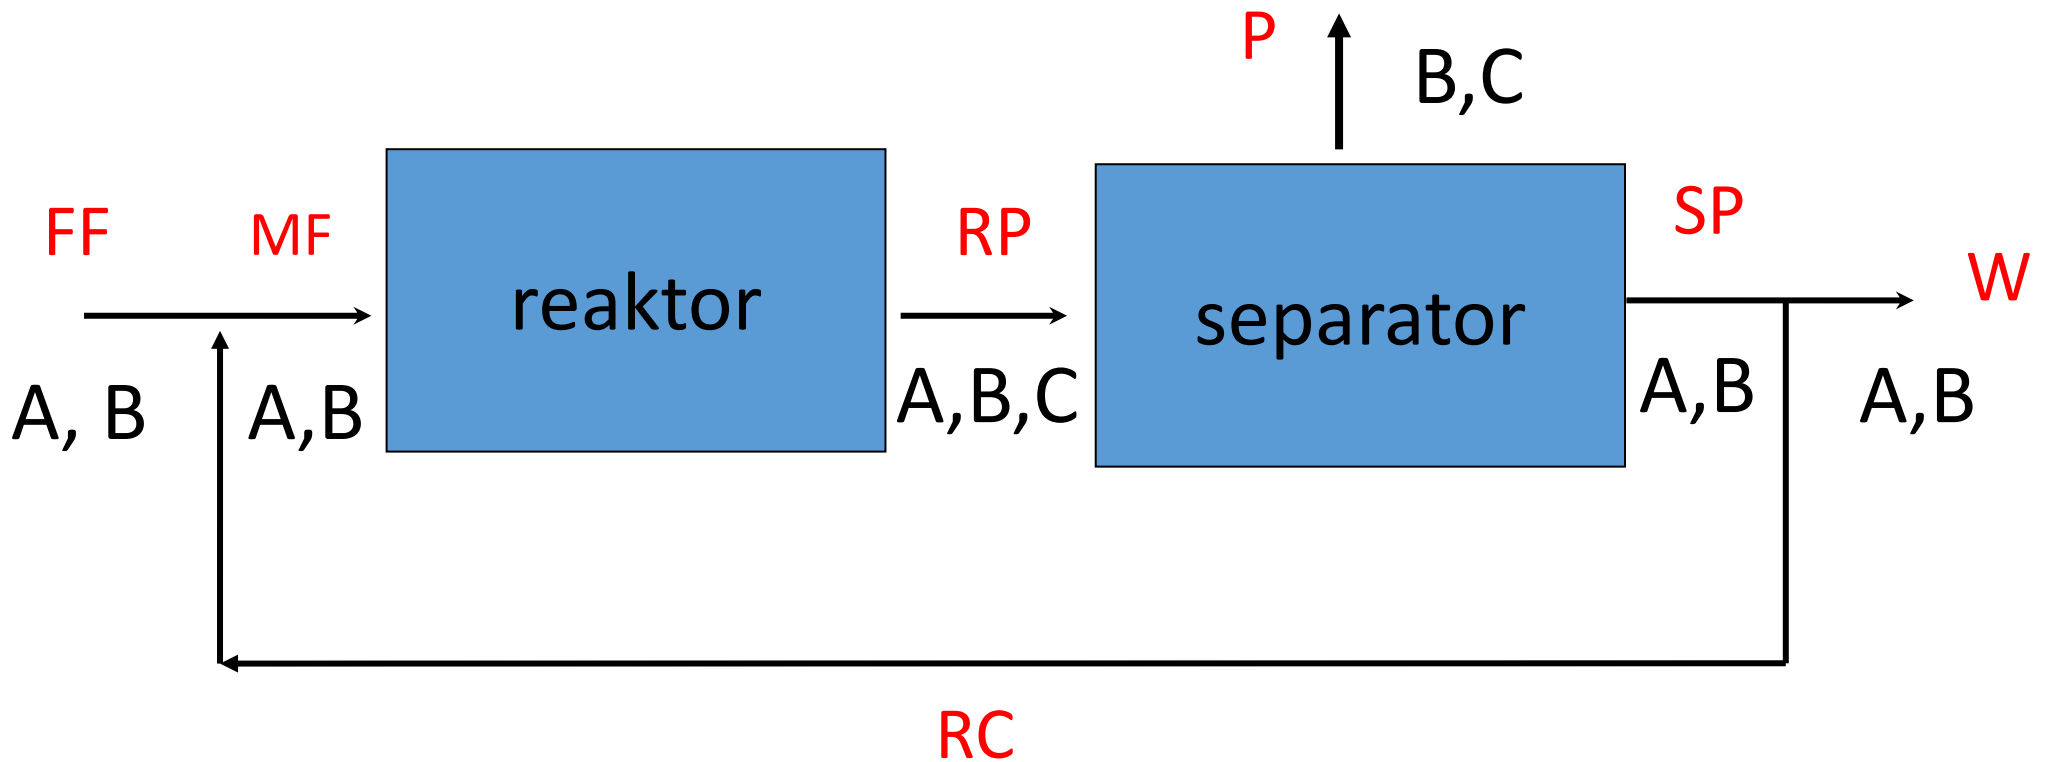 P
B,C
FF
MF
reaktor
RP
separator
SP
W
A, B
A,B
A,B,C
A,B
A,B
RC